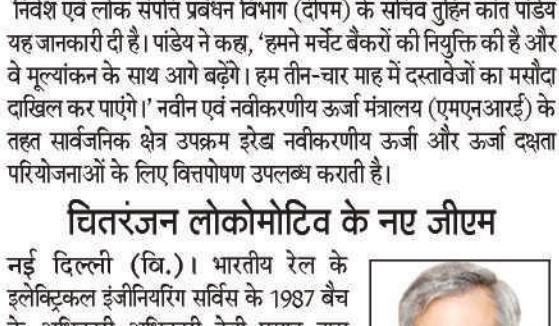 निवेश एवं लोक संपत्ति प्रबंधन विभाग (दीपम) के सचिव तुहिन कांत पांडेय
यह जानकारी दी है। पांडेय ने कहा, ‘हमने मर्चेंट बैंकरों की नियुक्ति की है और
वे मूल्यांकन के साथ आगे बढ़ेंगे। हम तीन-चार माह में दस्तावेजों का मसौदा
दाखिल कर पाएंगे।’ नवीन एवं नवीकरणीय ऊर्जा मंत्रालय (एमएनआरई) के
तहत सार्वजनिक क्षेत्र उपक्रम इरेडा नवीकरणीय ऊर्जा और ऊर्जा दक्षता
परियोजनाओं के लिए वित्तपोषण उपलब्ध कराती है।
चितरंजन लोकोमोटिव के नए जीएम
नई दिल्ली (वि.)। भारतीय रेल के
इलेक्ट्रिकल इंजीनियरिंग सर्विस के 1987 बैच